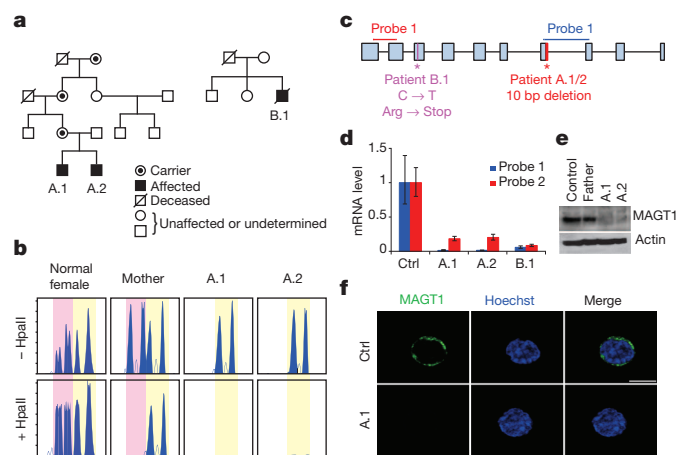 a
B.1
A.1 A.2
Carrier
Affected
Deceased
Unaffected or undetermined
b
Normal female
Mother
A.1
A.2
– HpaII
+ HpaII
c
Probe 1
Probe 1
*
*
Patient B.1
C → T
Arg → Stop
Patient A.1/2
10 bp deletion
d
mRNA level
1.5
1
0.5
0
Probe 1
Probe 2
Ctrl A.1 A.2 B.1
e
Control
Father
A.1
A.2
MAGT1
Actin
f
MAGT1 Hoechst Merge
Ctrl
A.1